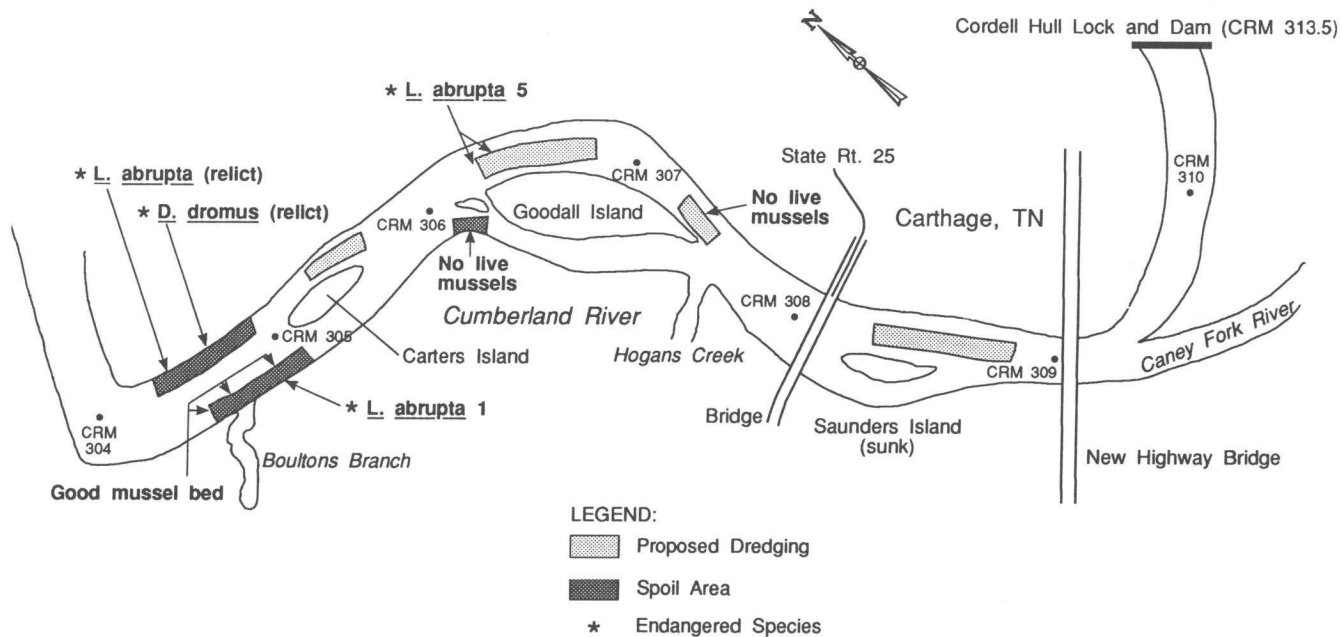 N
Cordell Hull Lock and Dam (CRM 313.5)
* L. abrupta 5
State Rt. 25
CRM
310
* L. abrupta (relict)
* D. dromus (relict)
CRM 307
No live
mussels
Carthage, TN
Goodall Island
CRM 306
No live
mussels
Cumberland River
CRM 308
CRM 305
Carters Island
Hogans Creek
Caney Fork River
CRM 309
* L. abrupta 1
CRM
304
Bridge
Saunders Island
(sunk)
Boultons Branch
New Highway Bridge
Good mussel bed
LEGEND:
Proposed Dredging
Spoil Area
* Endangered Species